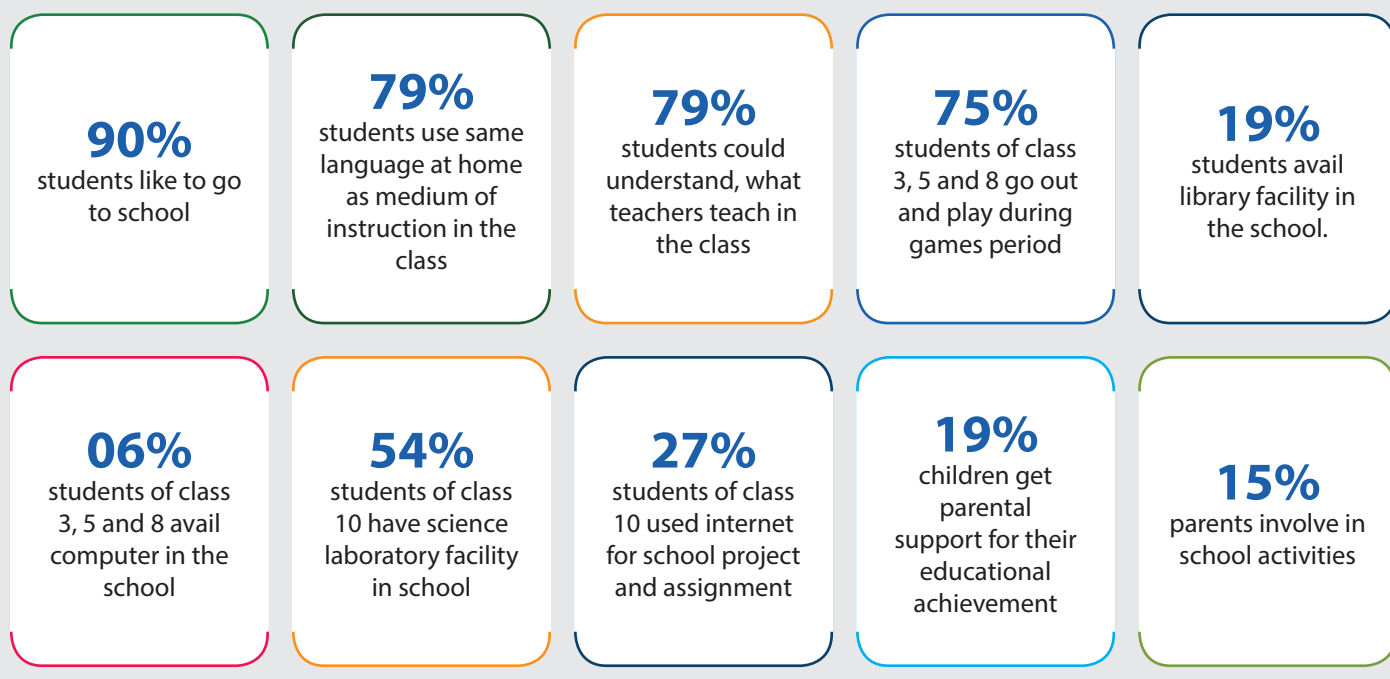 90%
students like to go
to school
79%
students use same
language at home
as medium of
instruction in the
class
79%
students could
understand, what
teachers teach in
the class
75%
students of class
3, 5 and 8 go out
and play during
games period
19%
students avail
library facility in
the school.
06%
students of class
3, 5 and 8 avail
computer in the
school
54%
students of class
10 have science
laboratory facility
in school
27%
students of class
10 used internet
for school project
and assignment
19%
children get
parental
support for their
educational
achievement
15%
parents involve in
school activities